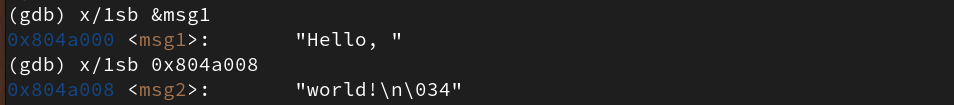 (gdb) x/1sb &msg1
0x804a000 <msg1>: "Hello, "
(gdb) x/1sb 0x804a008
0x804a008 <msg2>: "world!\n\034"